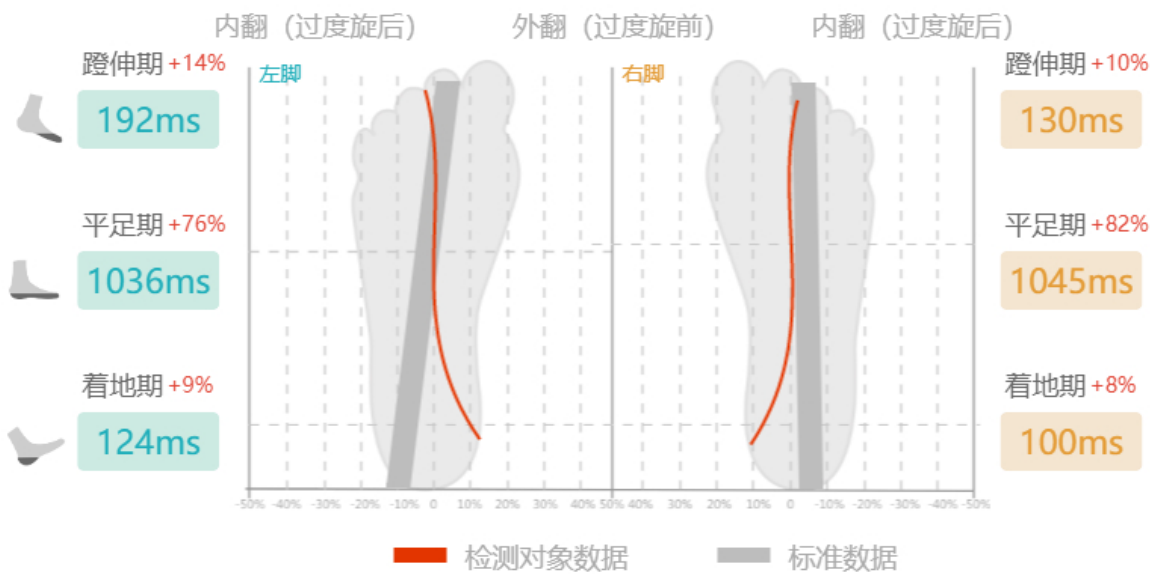 内翻（过度旋后） 外翻（过度旋前） 内翻（过度旋后）
蹬伸期 +14%
192ms
平足期 +76%
1036ms
着地期 +9%
124ms
左脚
右脚
蹬伸期 +10%
130ms
平足期 +82%
1045ms
着地期 +8%
100ms
-50% -40% -30% -20% -10% 0 10% 20% 30% 40% 50% 40% 30% 20% 10% 0 -10% -20% -30% -40% -50%
检测对象数据 标准数据